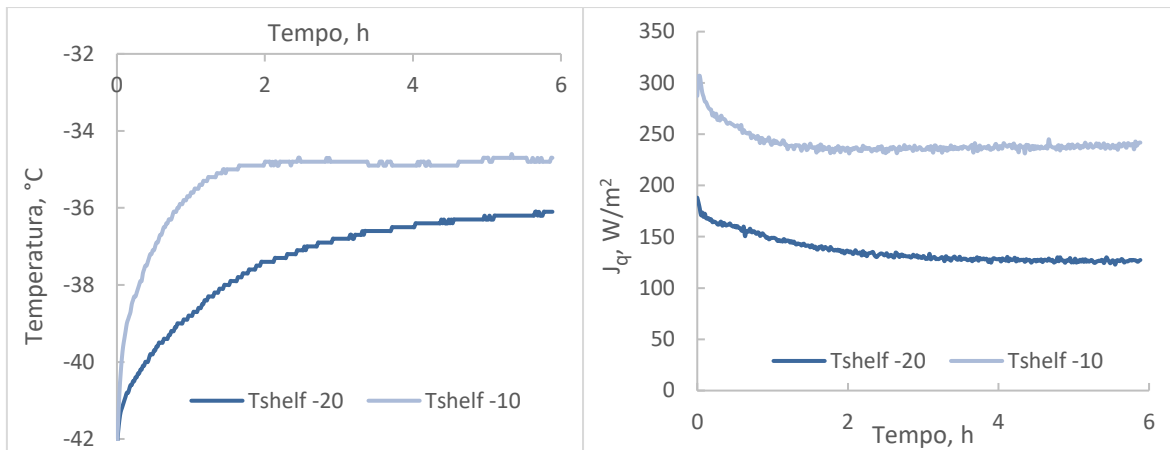 Tempo, h
-32
0
2
4
6
-34
-36
-38
-40
-42
Temperatura, °C
Tshelf -20
Tshelf -10
350
300
250
200
150
100
50
0
J_q, W/m²
Tshelf -20
Tshelf -10
0
2
4
6
Tempo, h